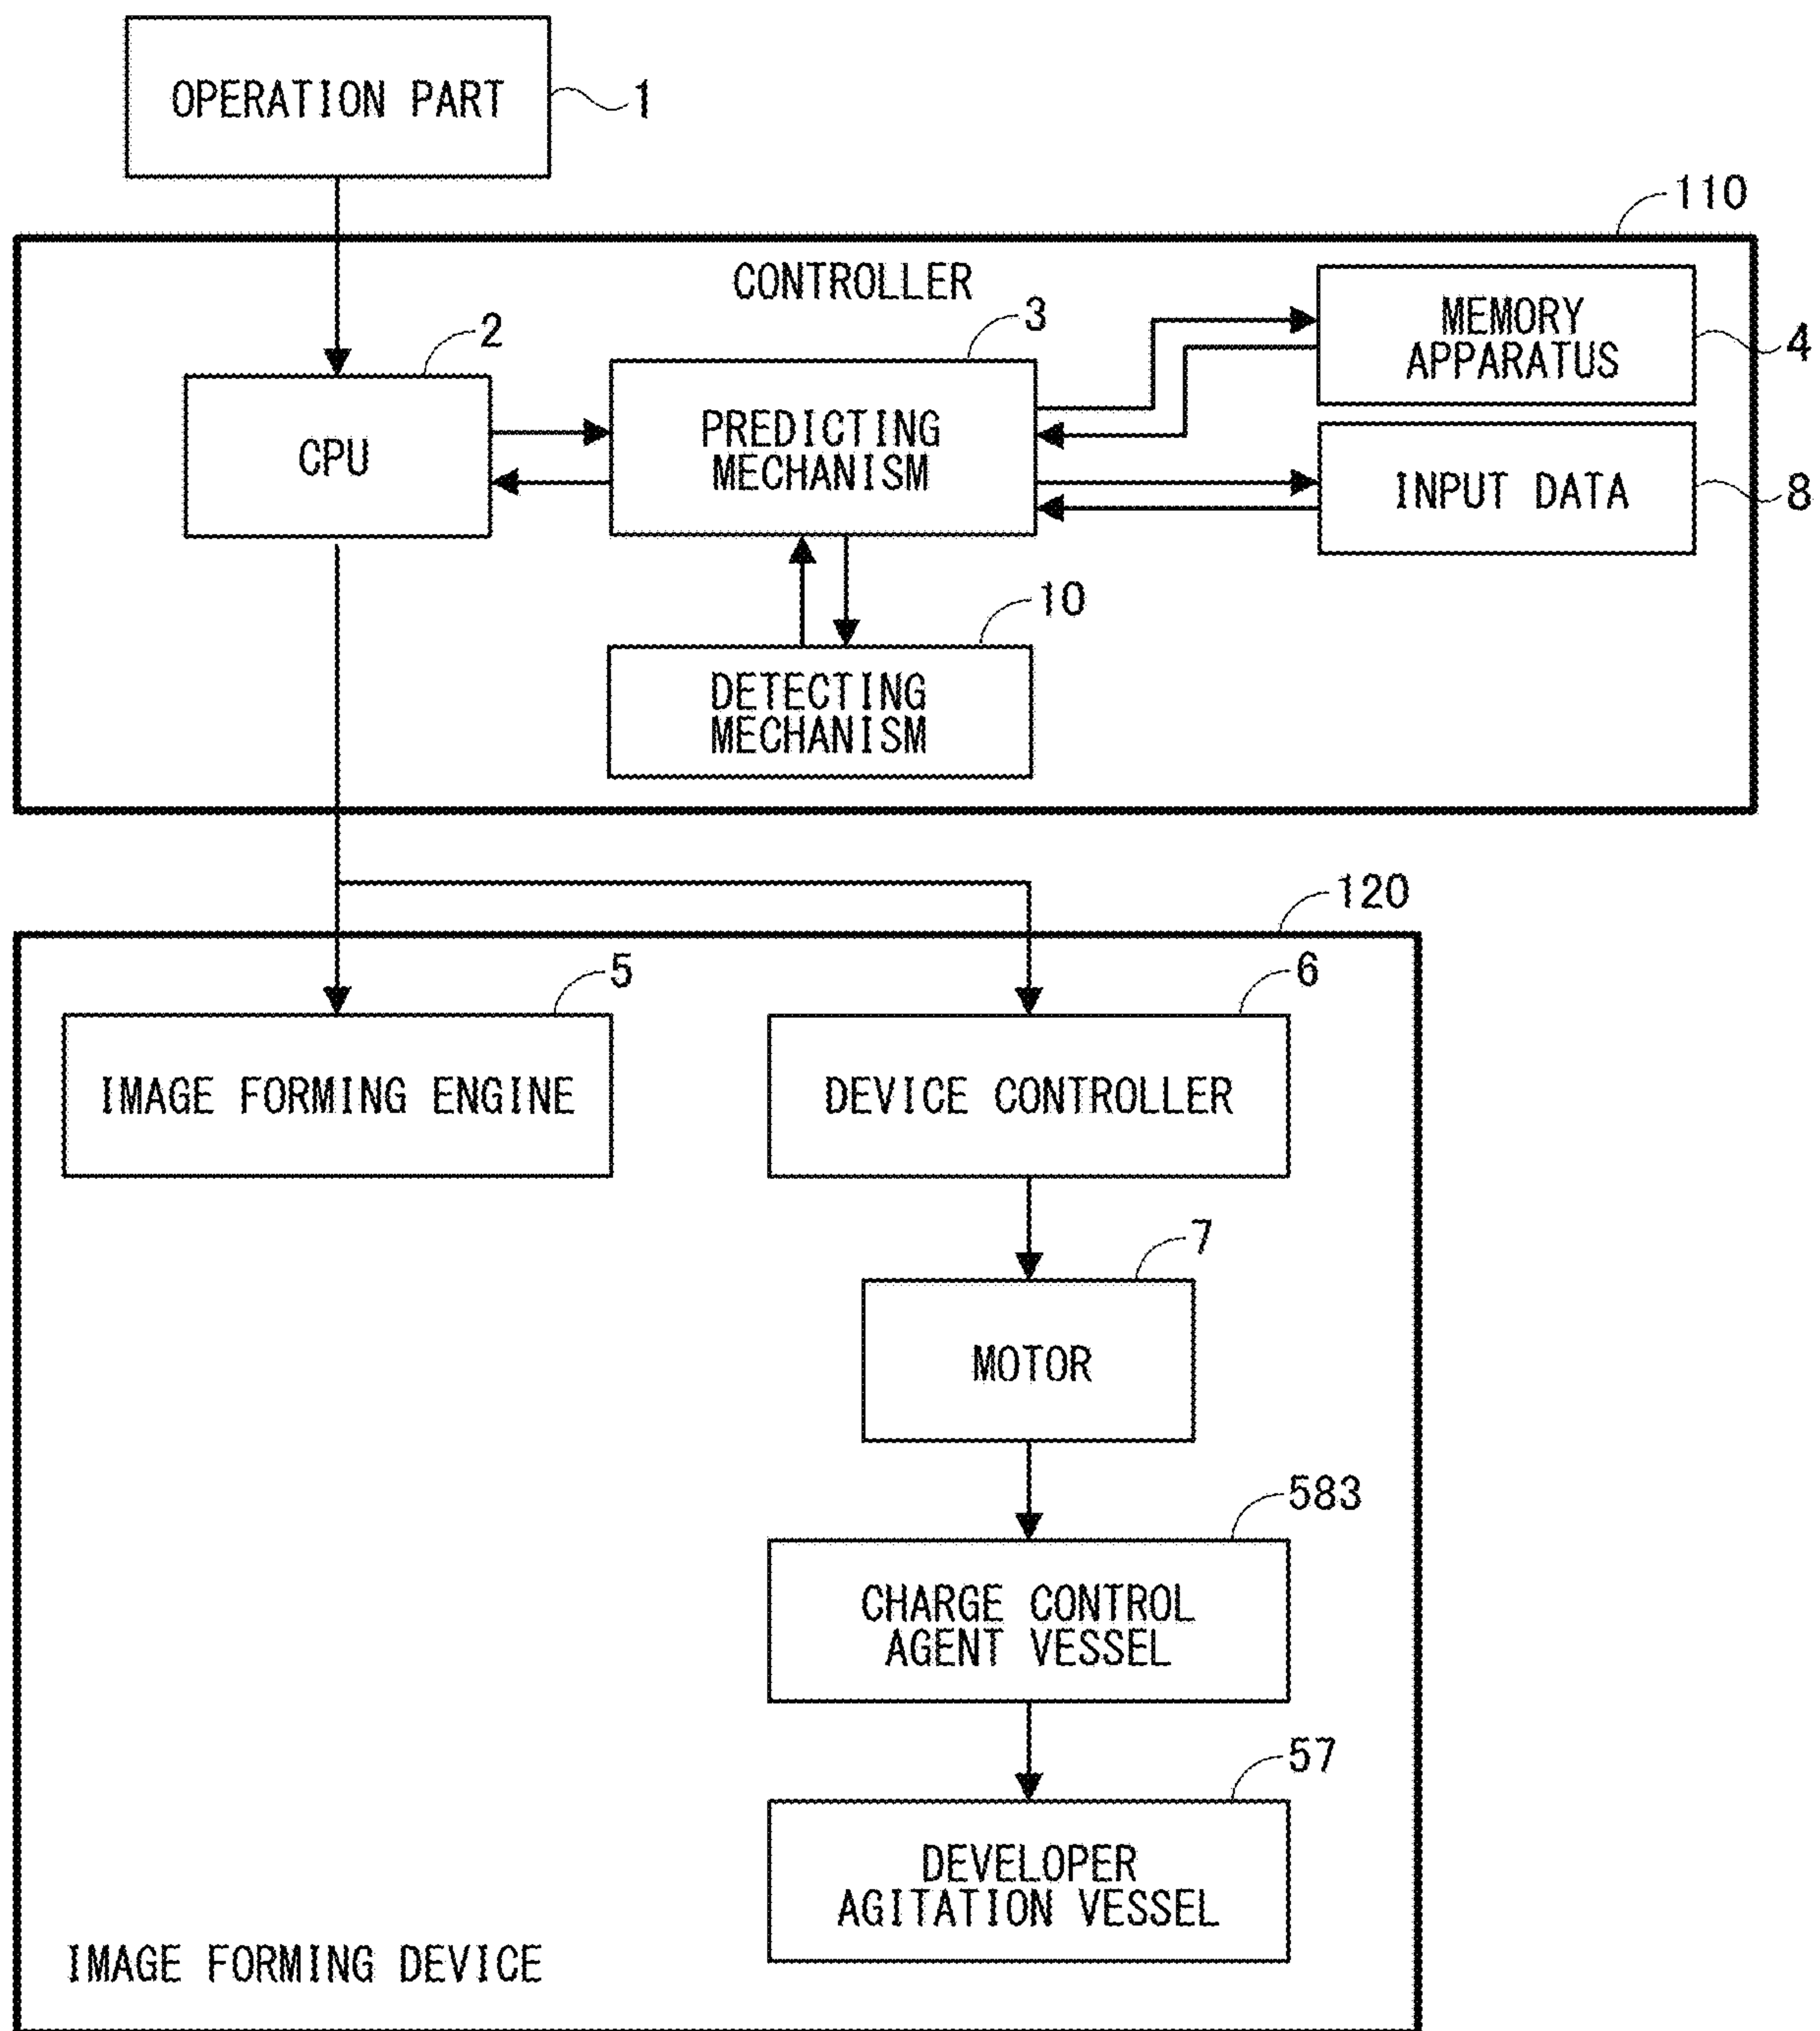 OPERATION PART
1
110
CONTROLLER
2
3
MEMORY
APPARATUS
4
CPU
PREDICTING
MECHANISM
INPUT DATA
8
10
DETECTING
MECHANISM
120
5
6
IMAGE FORMING ENGINE
DEVICE CONTROLLER
7
MOTOR
583
CHARGE CONTROL
AGENT VESSEL
57
DEVELOPER
AGITATION VESSEL
IMAGE FORMING DEVICE